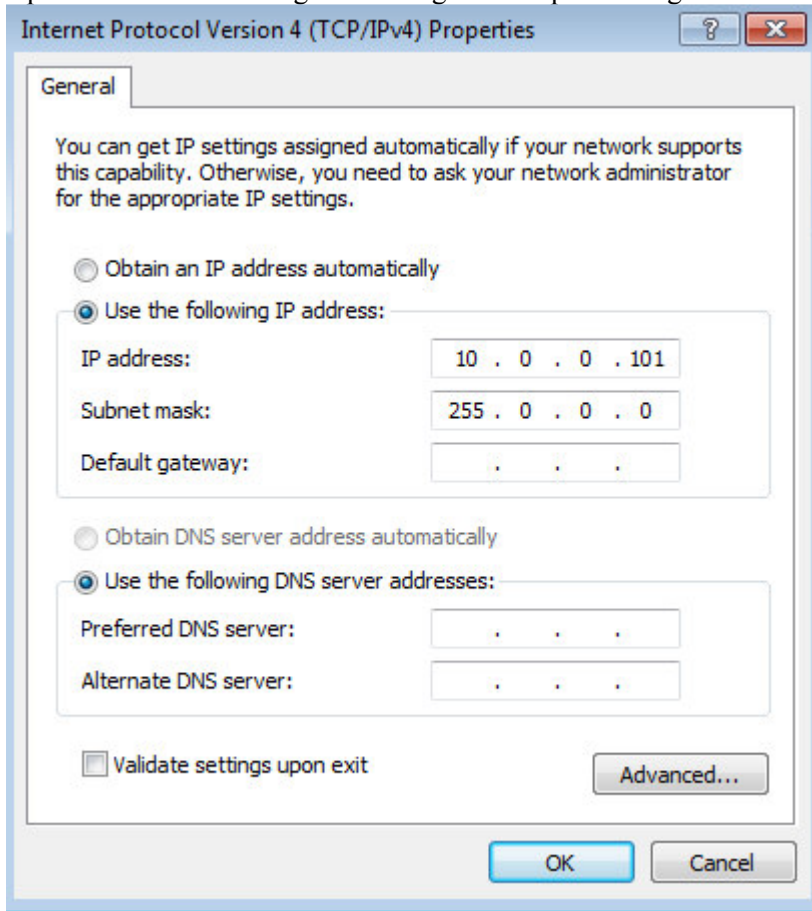 Internet Protocol Version 4 (TCP/IPv4) Properties
General
You can get IP settings assigned automatically if your network supports
this capability. Otherwise, you need to ask your network administrator
for the appropriate IP settings.
Obtain an IP address automatically
Use the following IP address:
IP address: 10 . 0 . 0 . 101
Subnet mask: 255 . 0 . 0 . 0
Default gateway: . . .
Obtain DNS server address automatically
Use the following DNS server addresses:
Preferred DNS server: . . .
Alternate DNS server: . . .
Validate settings upon exit
Advanced...
OK Cancel